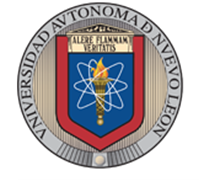 ALERE FLAMMAM
VERITATIS
VNIVERSIDAD AVTONOMA D NVEVO LEON